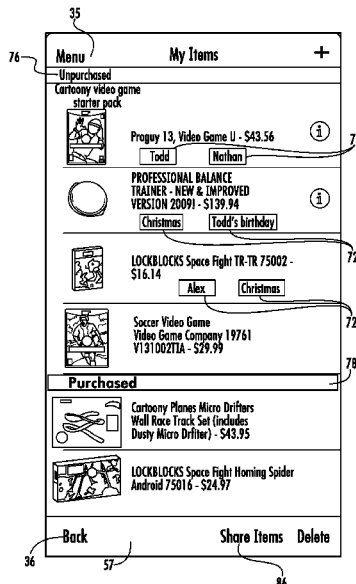 35
76
Menu My Items +
Unpurchased
Cartoony video game
starter pack
Proguy 13, Video Game U - $43.56
i
Todd Nathan
7
PROFESSIONAL BALANCE
TRAINER - NEW & IMPROVED
VERSION 2009! - $139.94
i
Christmas Todd's birthday
72
LOCKBLOCKS Space Fight TR-TR 75002 -
$16.14
Alex Christmas
72
Soccer Video Game
Video Game Company 19761
V131002TIA - $29.99
78
Purchased
Cartoony Planes Micro Drifters
Wall Race Track Set {includes
Dusty Micro Drfiter} - $43.95
LOCKBLOCKS Space Fight Homing Spider
Android 75016 - $24.97
Back Share Items Delete
36
57
86